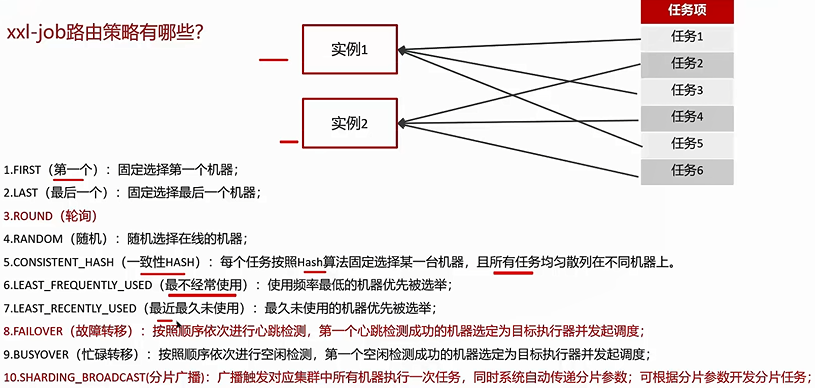 xxl-job路由策略有哪些?
实例1
实例2
任务项
任务1
任务2
任务3
任务4
任务5
任务6
1.FIRST（第一个）：固定选择第一个机器；
2.LAST（最后一个）：固定选择最后一个机器；
3.ROUND（轮询）
4.RANDOM（随机）：随机选择在线的机器；
5.CONSISTENT_HASH（一致性HASH）：每个任务按照Hash算法固定选择某一台机器，且所有任务均匀散列在不同机器上。
6.LEAST_FREQUENTLY_USED（最不经常使用）：使用频率最低的机器优先被选举；
7.LEAST_RECENTLY_USED（最近最久未使用）：最久未使用的机器优先被选举；
8.FAILOVER（故障转移）：按照顺序依次进行心跳检测，第一个心跳检测成功的机器选定为目标执行器并发起调度；
9.BUSYOVER（忙碌转移）：按照顺序依次进行空闲检测，第一个空闲检测成功的机器选定为目标执行器并发起调度；
10.SHARDING_BROADCAST(分片广播)：广播触发对应集群中所有机器执行一次任务，同时系统自动传递分片参数；可根据分片参数开发分片任务；